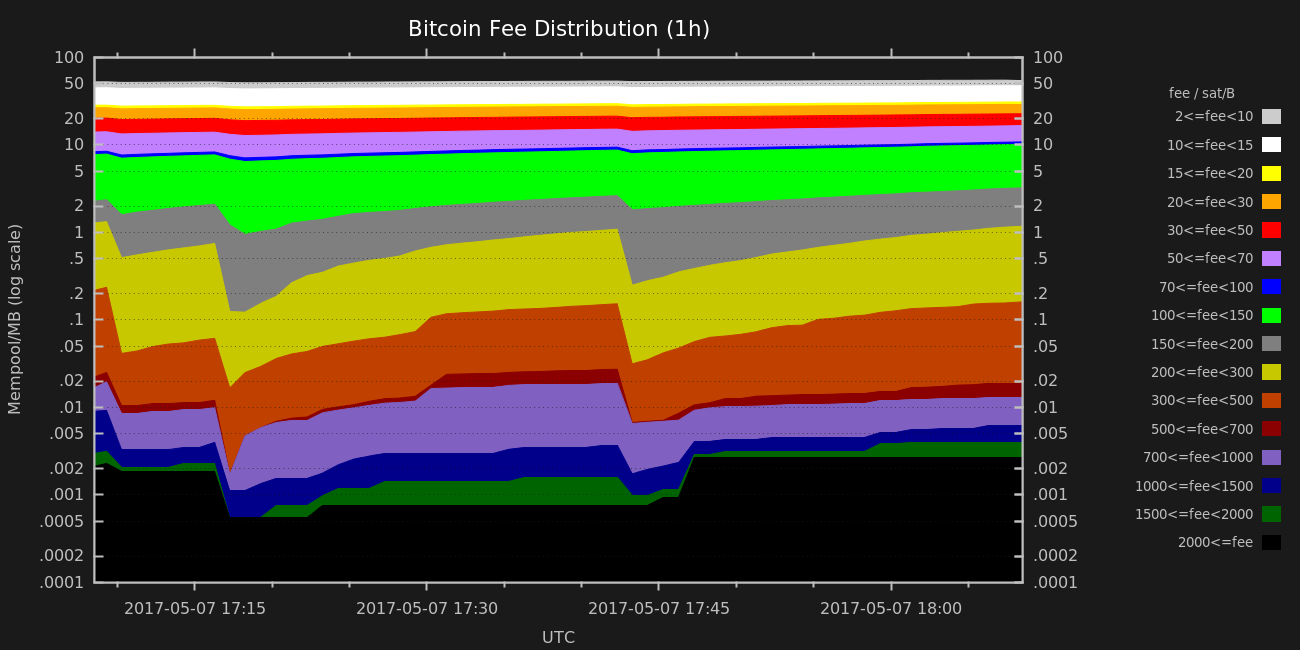 Bitcoin Fee Distribution (1h)
Mempool/MB (log scale)
100
50
20
10
5
2
1
.5
.2
.1
.05
.02
.01
.005
.002
.001
.0005
.0002
.0001
100
50
20
10
5
2
1
.5
.2
.1
.05
.02
.01
.005
.002
.001
.0005
.0002
.0001
2017-05-07 17:15
2017-05-07 17:30
2017-05-07 17:45
2017-05-07 18:00
UTC
fee / sat/B
2<=fee<10
10<=fee<15
15<=fee<20
20<=fee<30
30<=fee<50
50<=fee<70
70<=fee<100
100<=fee<150
150<=fee<200
200<=fee<300
300<=fee<500
500<=fee<700
700<=fee<1000
1000<=fee<1500
1500<=fee<2000
2000<=fee